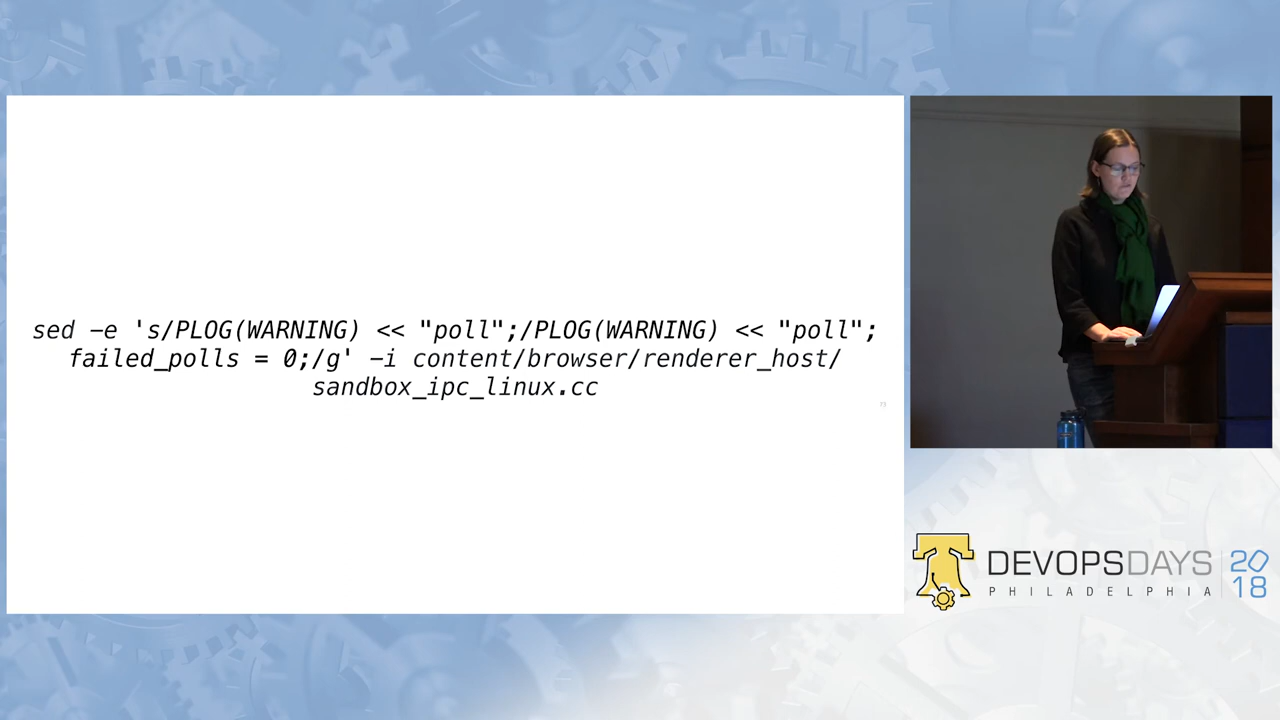 sed -e 's/PLOG(WARNING) << "poll";/PLOG(WARNING) << "poll";
failed_polls = 0;/g' -i content/browser/renderer_host/
sandbox_ipc_linux.cc
DEVOPSDAYS
PHILADELPHIA
20
18